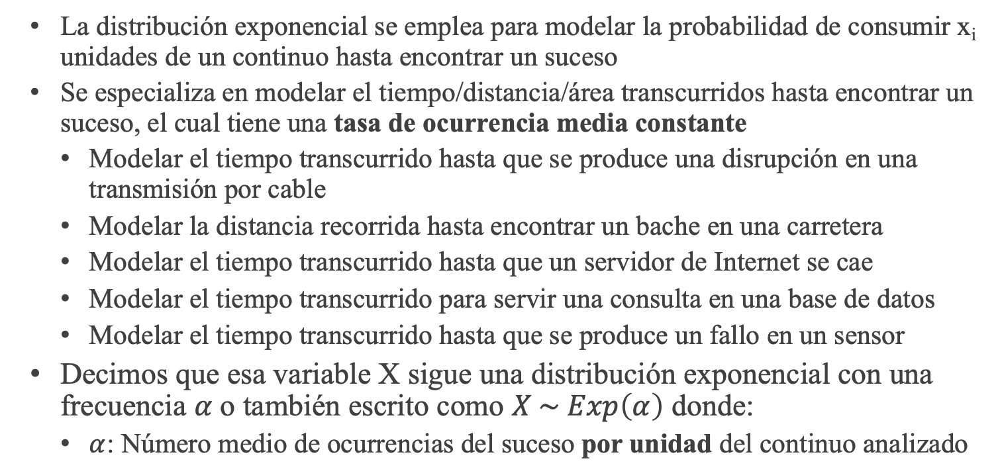 • La distribución exponencial se emplea para modelar la probabilidad de consumir xᵢ
unidades de un continuo hasta encontrar un suceso
• Se especializa en modelar el tiempo/distancia/área transcurridos hasta encontrar un
suceso, el cual tiene una tasa de ocurrencia media constante
• Modelar el tiempo transcurrido hasta que se produce una disrupción en una
transmisión por cable
• Modelar la distancia recorrida hasta encontrar un bache en una carretera
• Modelar el tiempo transcurrido hasta que un servidor de Internet se cae
• Modelar el tiempo transcurrido para servir una consulta en una base de datos
• Modelar el tiempo transcurrido hasta que se produce un fallo en un sensor
• Decimos que esa variable X sigue una distribución exponencial con una
frecuencia α o también escrito como X ~ Exp(α) donde:
• α: Número medio de ocurrencias del suceso por unidad del continuo analizado